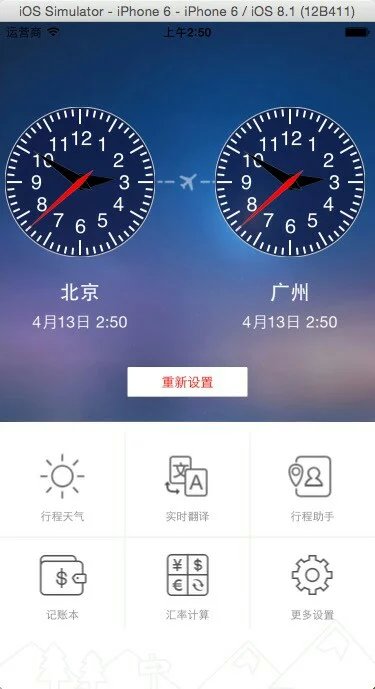 iOS Simulator - iPhone 6 - iPhone 6 / iOS 8.1 (12B411)
运营商 上午2:50
12 1 2 3 4 5 6 7 8 9 10 11
12 1 2 3 4 5 6 7 8 9 10 11
北京 广州
4月13日 2:50 4月13日 2:50
重新设置
行程天气 实时翻译 行程助手
记账本 汇率计算 更多设置